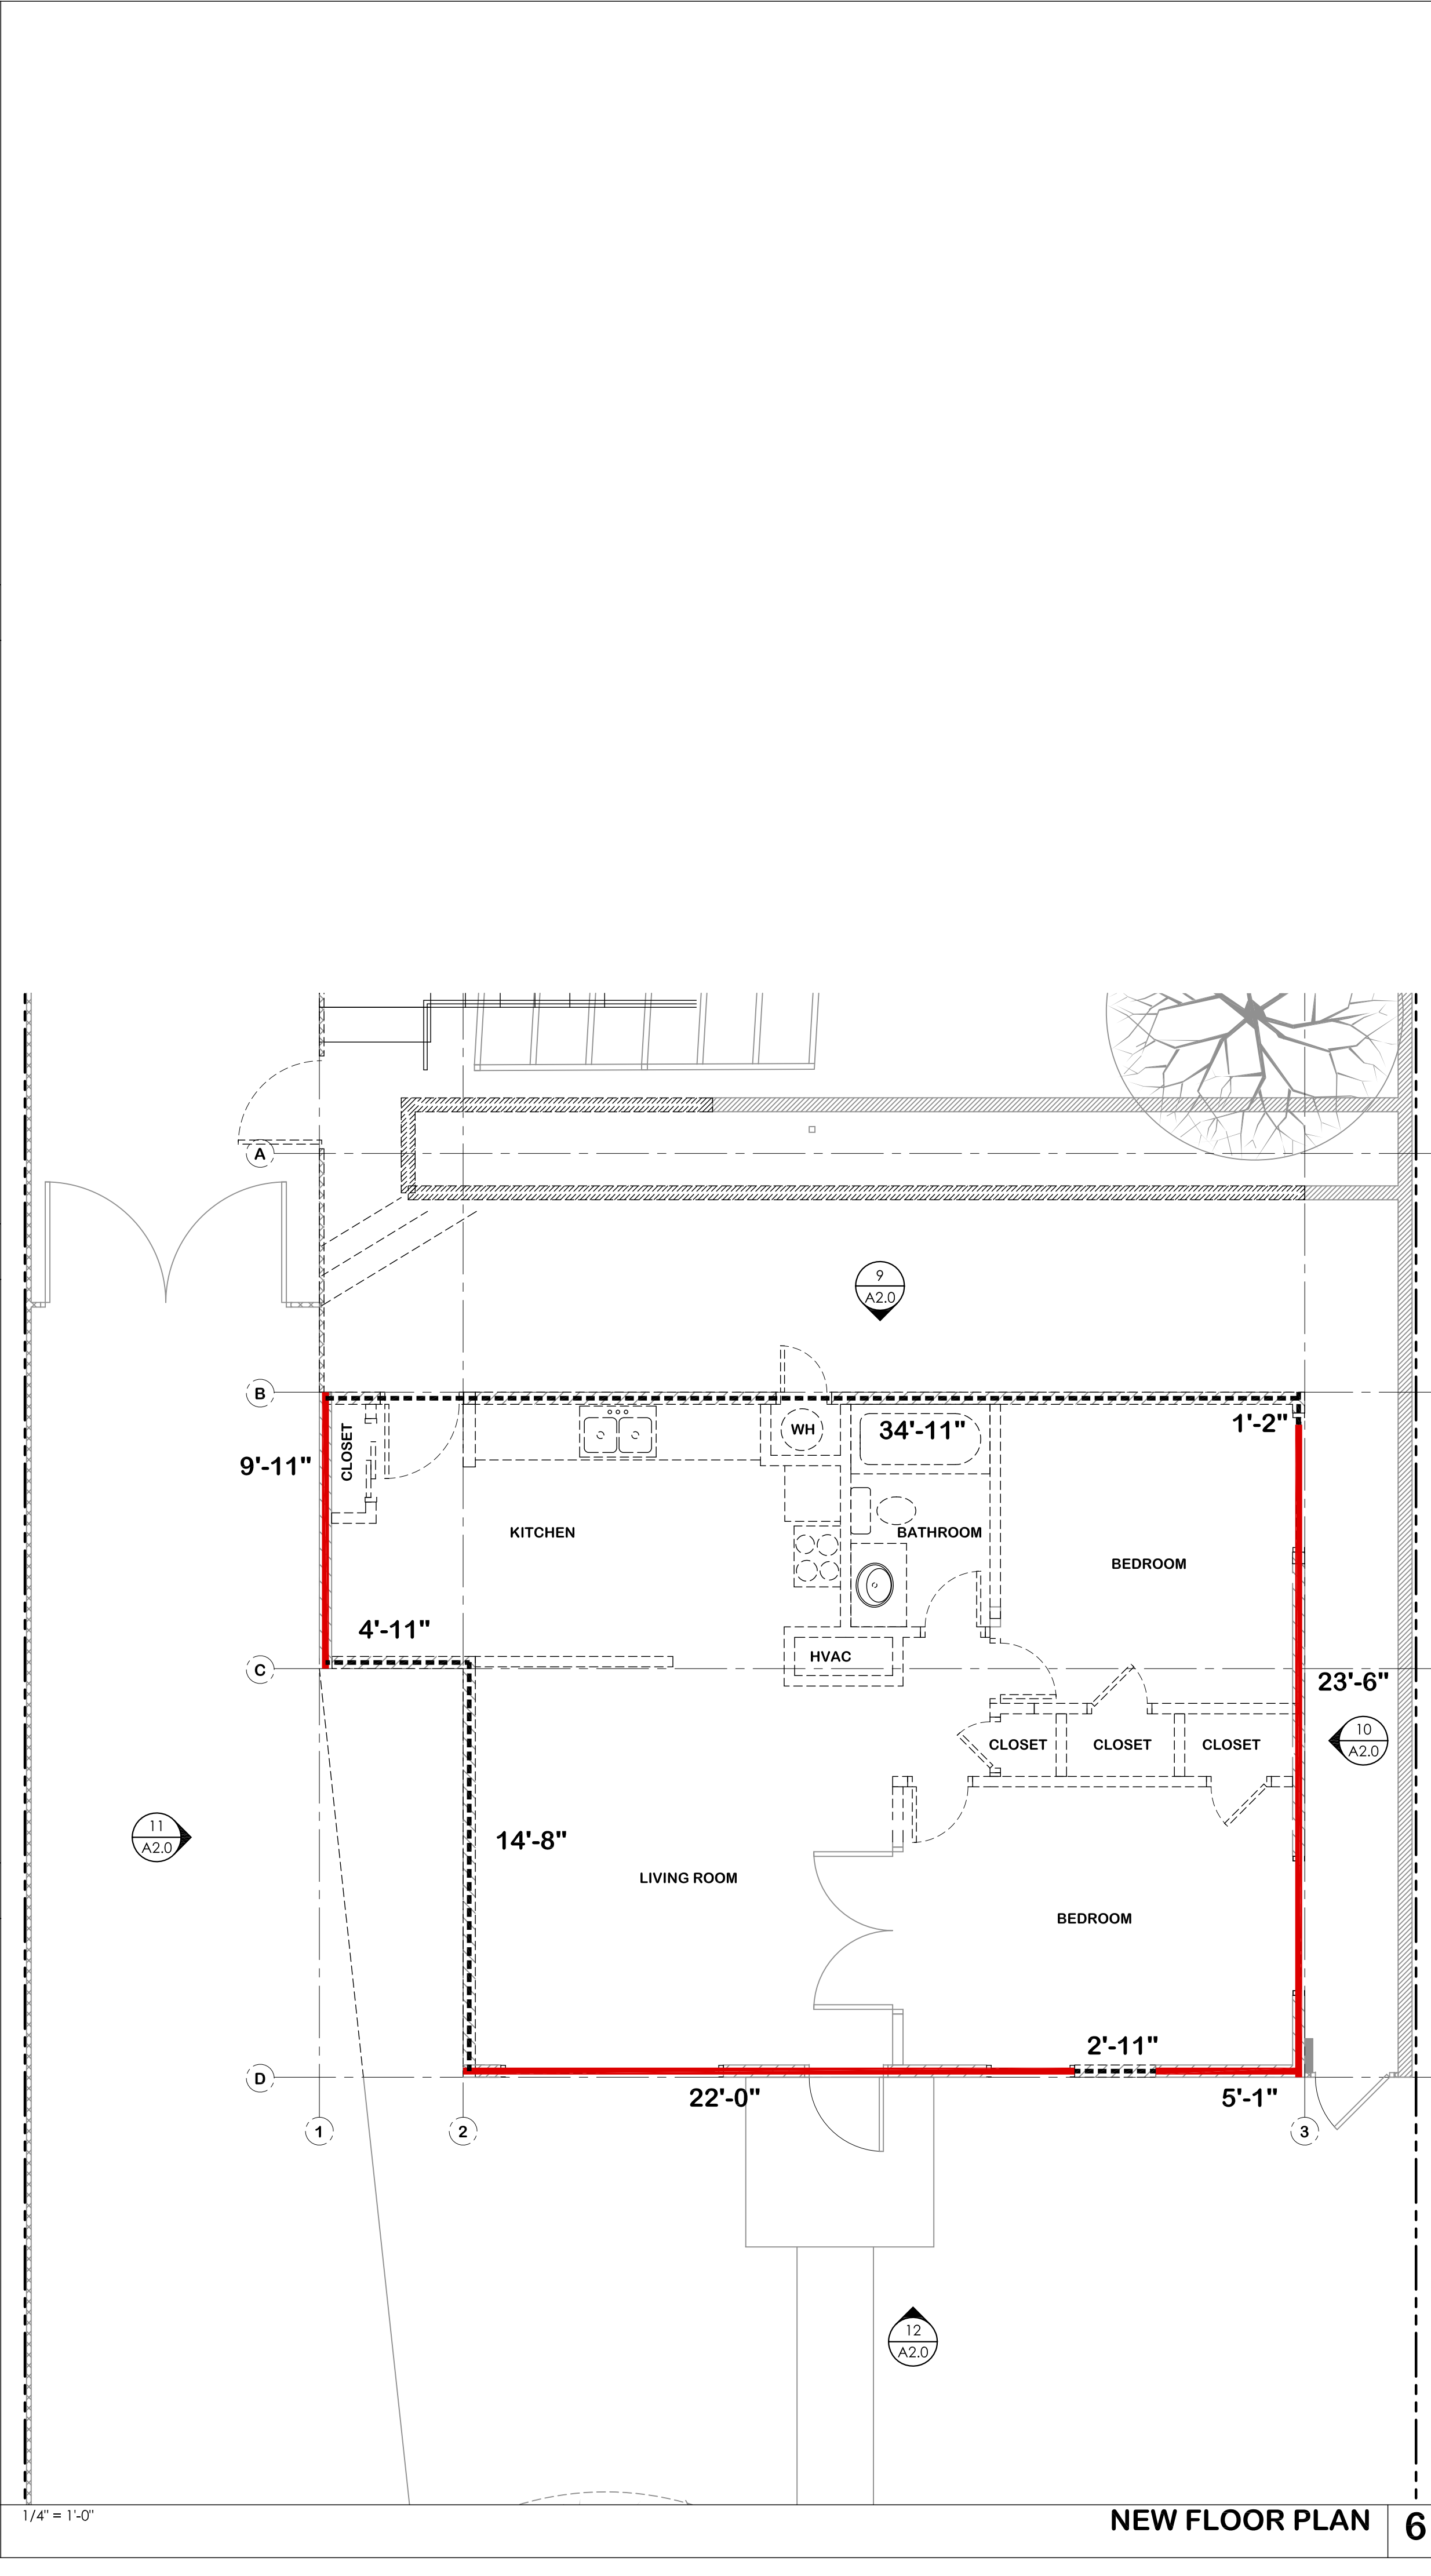 A
9
A2.0
B
34'-11"
1'-2"
WH
CLOSET
9'-11"
KITCHEN
BATHROOM
BEDROOM
4'-11"
HVAC
C
23'-6"
10
A2.0
CLOSET
CLOSET
CLOSET
11
A2.0
14'-8"
LIVING ROOM
BEDROOM
2'-11"
D
22'-0"
5'-1"
1
2
3
12
A2.0
1/4" = 1'-0"
NEW FLOOR PLAN
6